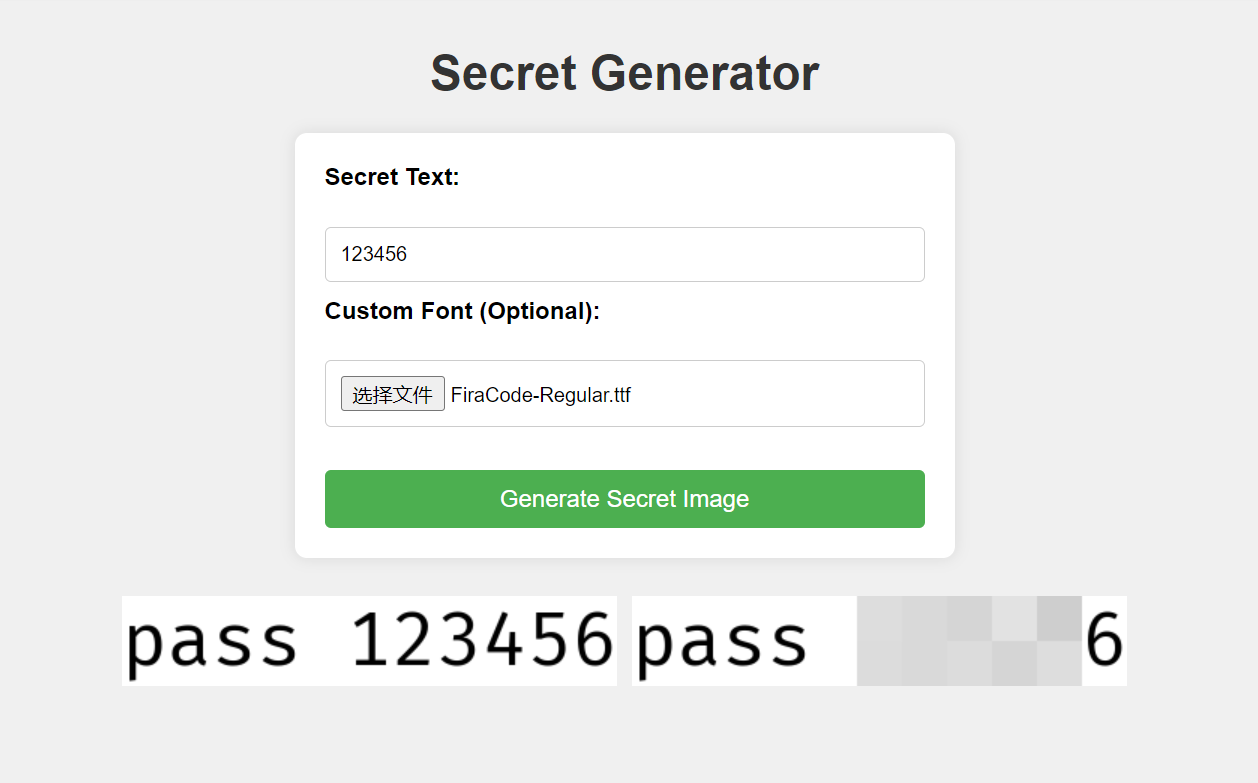 Secret Generator
Secret Text:
123456
Custom Font (Optional):
选择文件 FiraCode-Regular.ttf
Generate Secret Image
pass 123456 pass 6